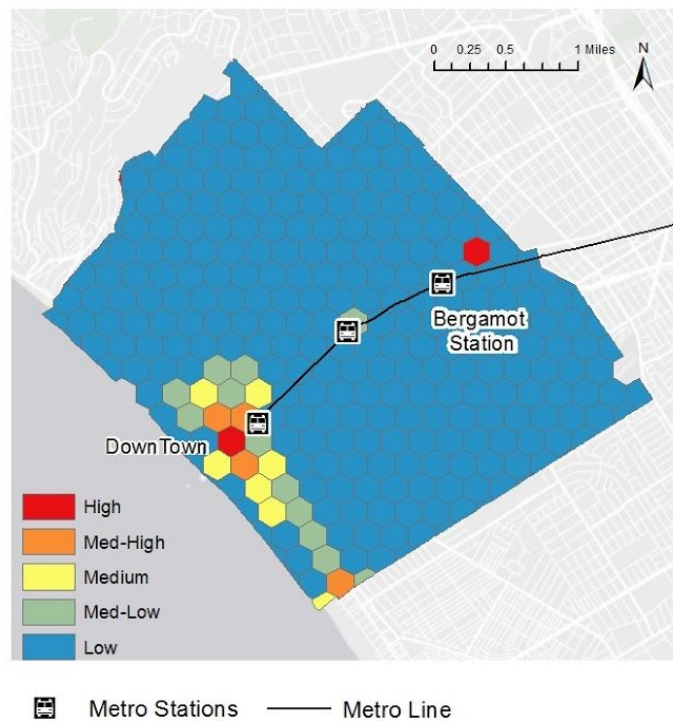 0 0.25 0.5 1 Miles
N
Bergamot
Station
DownTown
High
Med-High
Medium
Med-Low
Low
Metro Stations
Metro Line